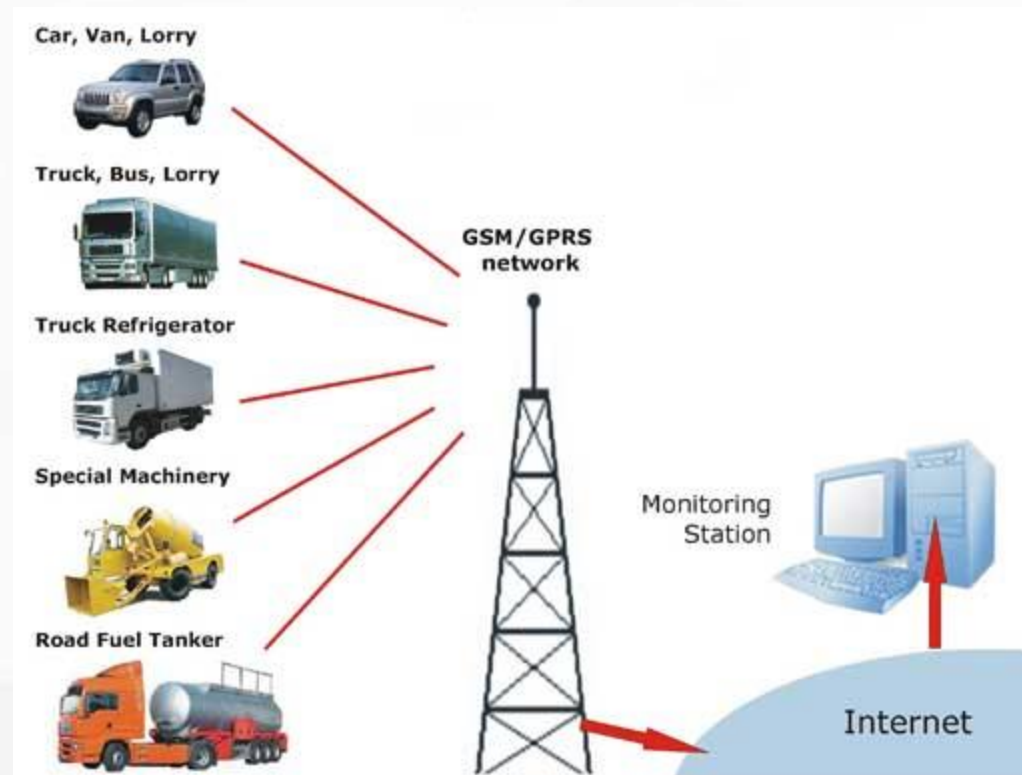 Car, Van, Lorry
Truck, Bus, Lorry
Truck Refrigerator
Special Machinery
Road Fuel Tanker
GSM/GPRS
network
Monitoring
Station
Internet